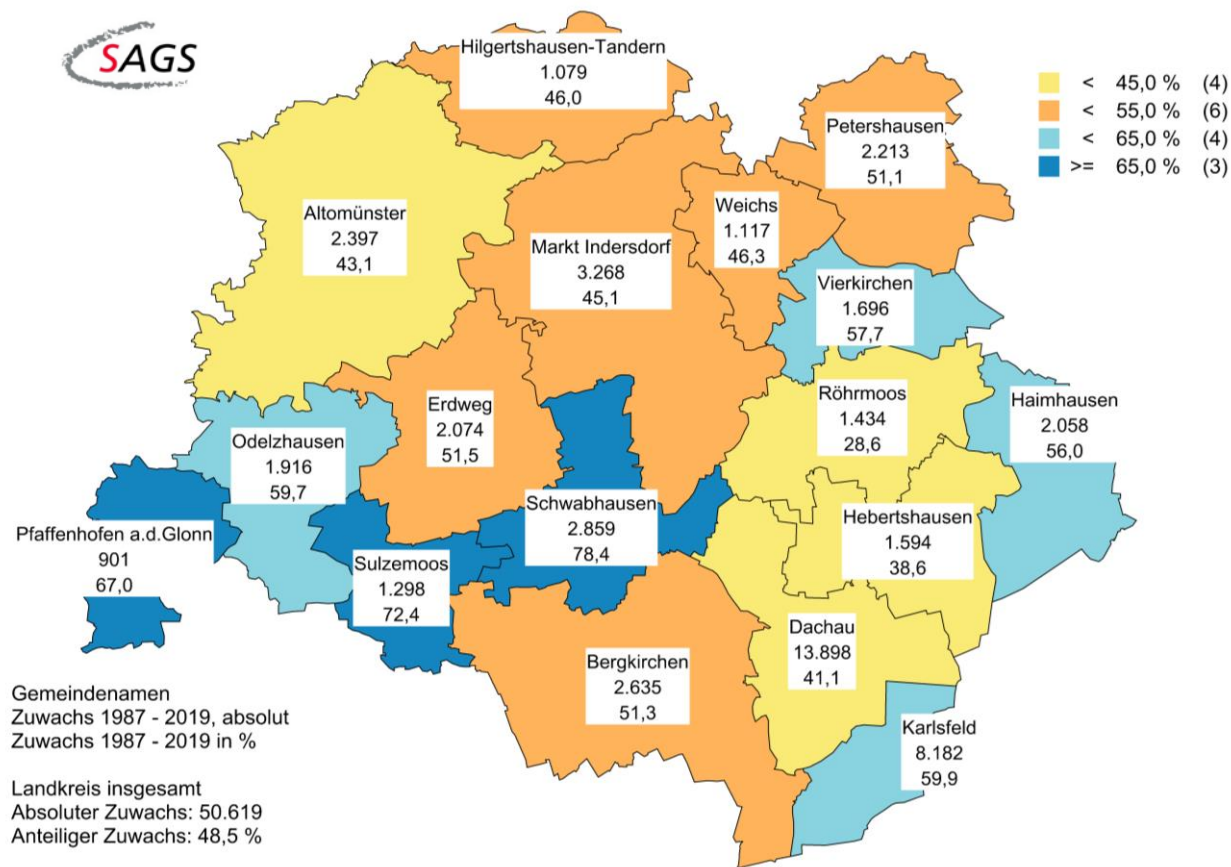 SAGS
Hilgertshausen-Tandern
1.079
46,0
< 45,0 % (4)
< 55,0 % (6)
< 65,0 % (4)
>= 65,0 % (3)
Petershausen
2.213
51,1
Altomünster
2.397
43,1
Weichs
1.117
46,3
Markt Indersdorf
3.268
45,1
Vierkirchen
1.696
57,7
Röhrmoos
1.434
28,6
Haimhausen
2.058
56,0
Erdweg
2.074
51,5
Odelzhausen
1.916
59,7
Schwabhausen
2.859
78,4
Hebertshausen
1.594
38,6
Pfaffenhofen a.d.Glonn
901
67,0
Sulzemoos
1.298
72,4
Dachau
13.898
41,1
Bergkirchen
2.635
51,3
Karlsfeld
8.182
59,9
Gemeindenamen
Zuwachs 1987 - 2019, absolut
Zuwachs 1987 - 2019 in %
Landkreis insgesamt
Absoluter Zuwachs: 50.619
Anteiliger Zuwachs: 48,5 %